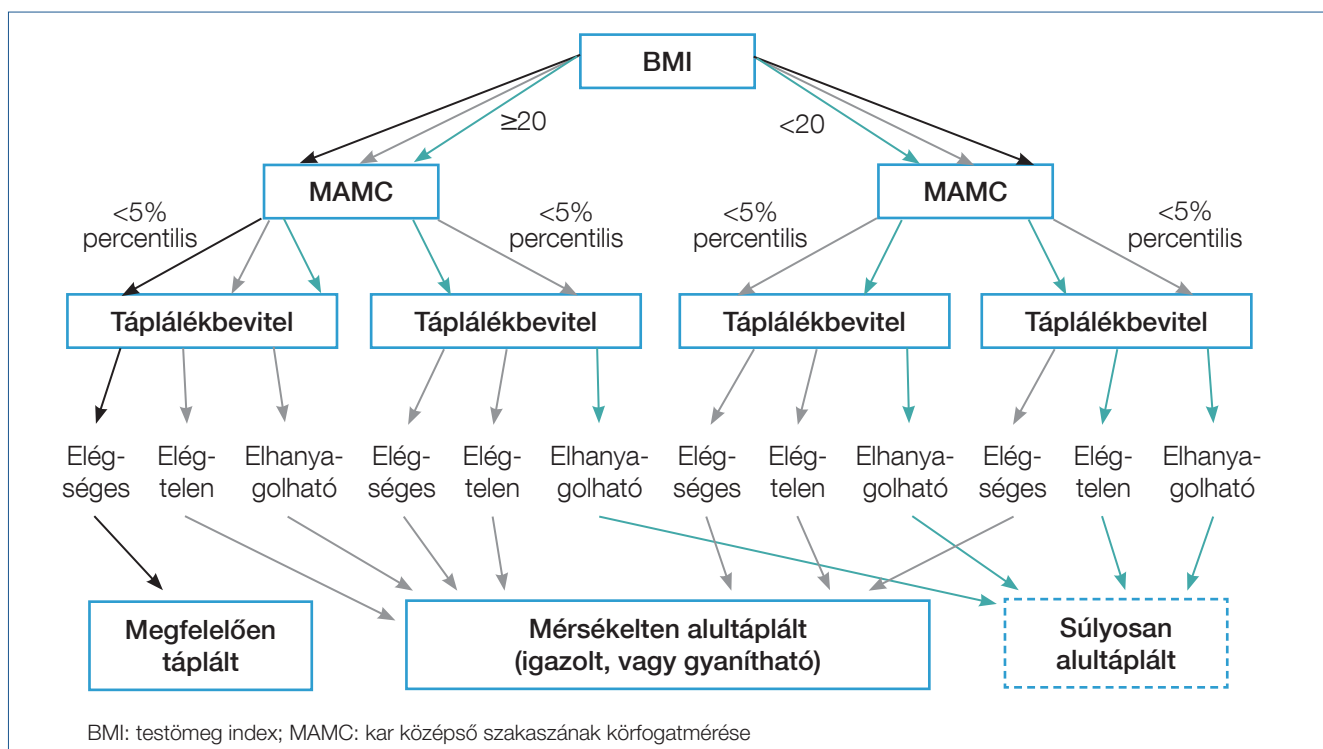 BMI
≥20
<20
MAMC
MAMC
<5%
percentilis
<5%
percentilis
<5%
percentilis
<5%
percentilis
Táplálékbevitel
Táplálékbevitel
Táplálékbevitel
Táplálékbevitel
Elég-
séges
Elég-
telen
Elhanya-
golható
Elég-
séges
Elég-
telen
Elhanya-
golható
Elég-
séges
Elég-
telen
Elhanya-
golható
Elég-
séges
Elég-
telen
Elhanya-
golható
Megfelelően
táplált
Mérsékelten alultáplált
(igazolt, vagy gyanítható)
Súlyosan
alultáplált
BMI: testömeg index; MAMC: kar középső szakaszának körfogatmérése